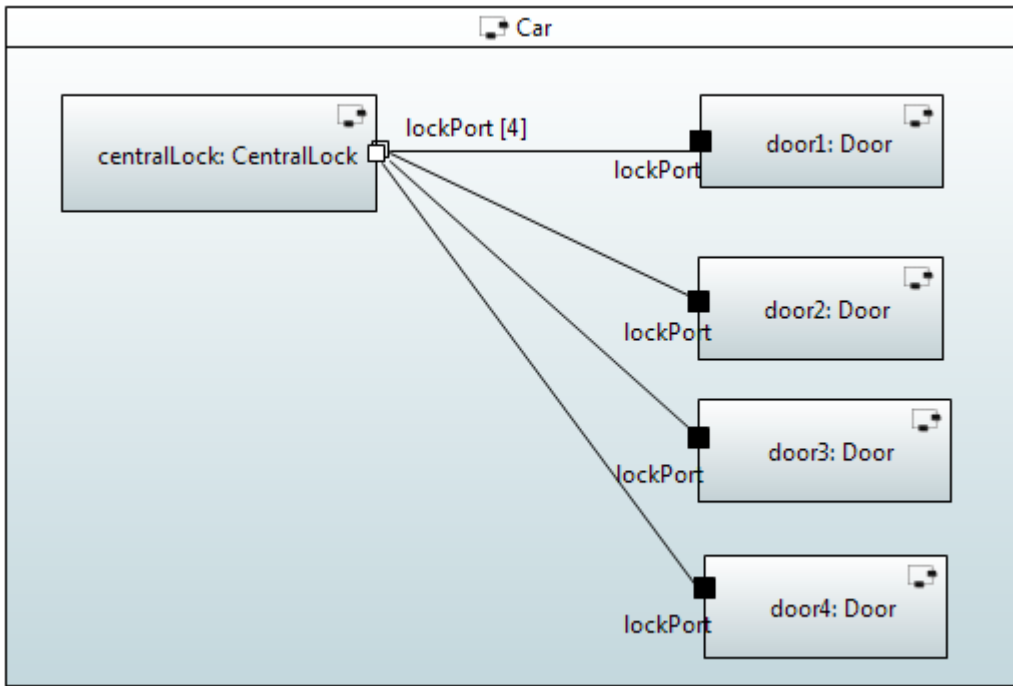 Car
centralLock: CentralLock
lockPort [4]
lockPort
door1: Door
lockPort
door2: Door
lockPort
door3: Door
lockPort
door4: Door